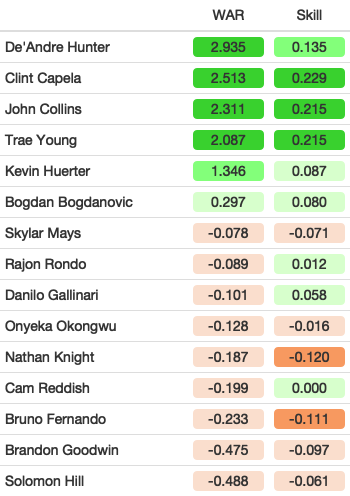 WAR Skill
De'Andre Hunter 2.935 0.135
Clint Capela 2.513 0.229
John Collins 2.311 0.215
Trae Young 2.087 0.215
Kevin Huerter 1.346 0.087
Bogdan Bogdanovic 0.297 0.080
Skylar Mays -0.078 -0.071
Rajon Rondo -0.089 0.012
Danilo Gallinari -0.101 0.058
Onyeka Okongwu -0.128 -0.016
Nathan Knight -0.187 -0.120
Cam Reddish -0.199 0.000
Bruno Fernando -0.233 -0.111
Brandon Goodwin -0.475 -0.097
Solomon Hill -0.488 -0.061